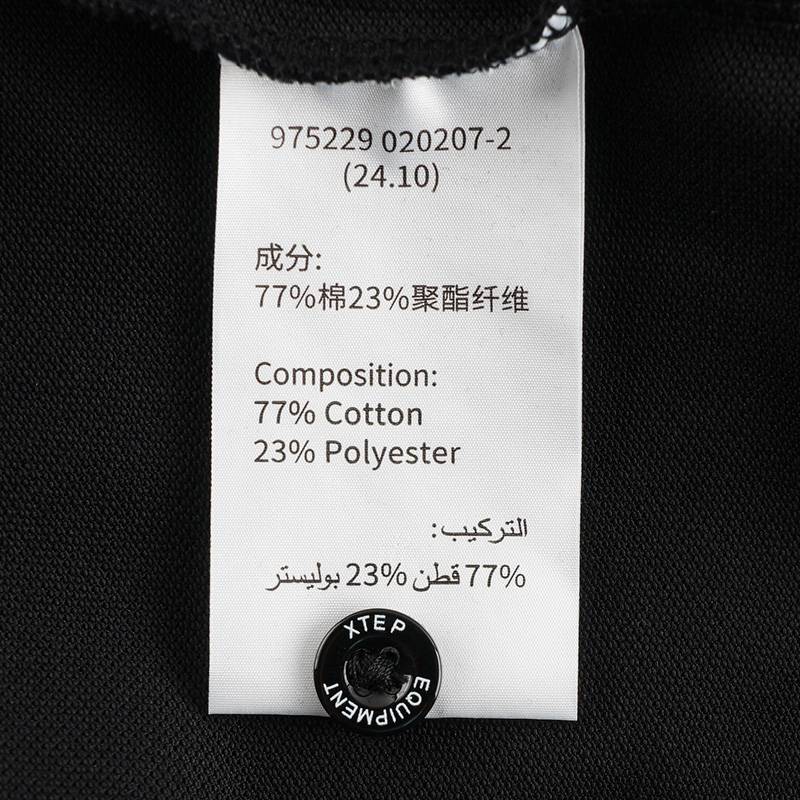 975229 020207-2
(24.10)
成分:
77%棉23%聚酯纤维
Composition:
77% Cotton
23% Polyester
التركيب:
77% قطن 23% بوليستر
XTEP
EQUIPMENT